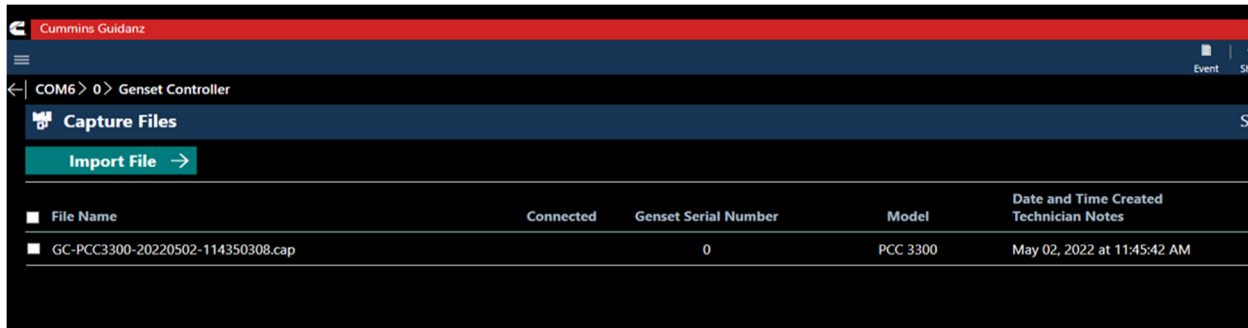 Cummins Guidanz
Event
COM6 > 0 > Genset Controller
Capture Files
Import File
File Name Connected Genset Serial Number Model Date and Time Created
Technician Notes
GC-PCC3300-20220502-114350308.cap 0 PCC 3300 May 02, 2022 at 11:45:42 AM